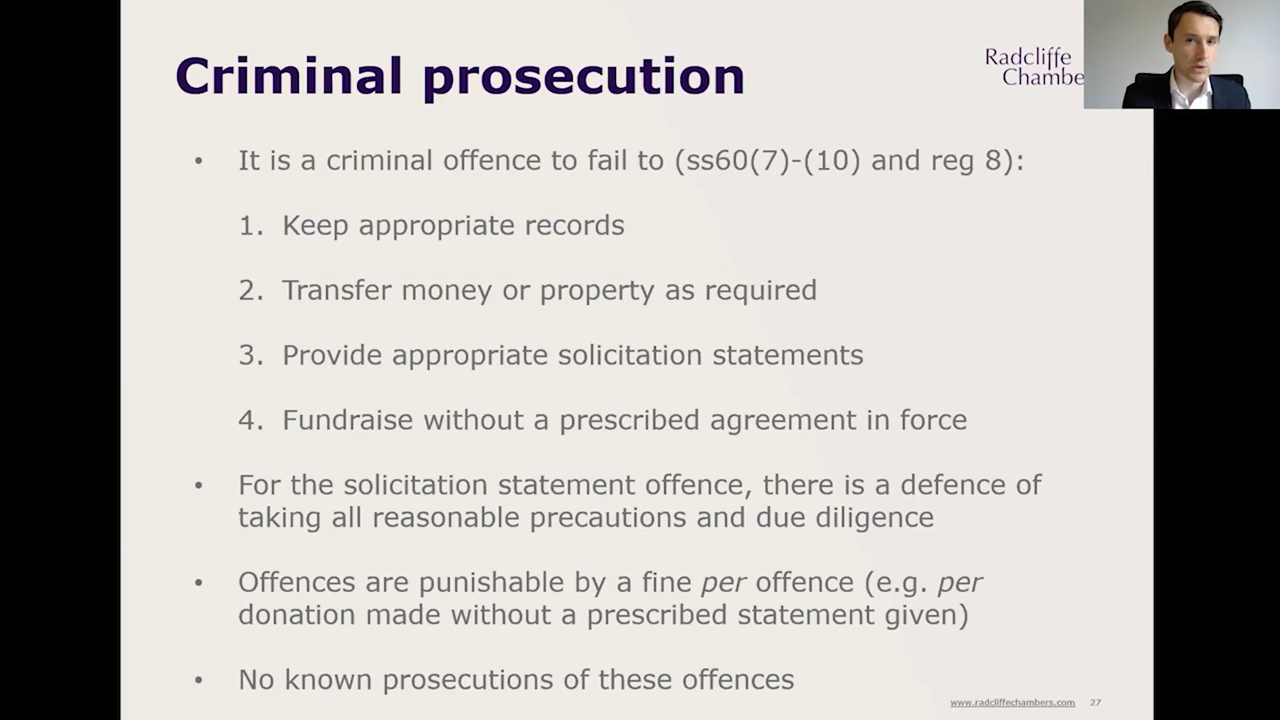 Criminal prosecution
Radcliffe
Chambe
• It is a criminal offence to fail to (ss60(7)-(10) and reg 8):
1. Keep appropriate records
2. Transfer money or property as required
3. Provide appropriate solicitation statements
4. Fundraise without a prescribed agreement in force
• For the solicitation statement offence, there is a defence of
taking all reasonable precautions and due diligence
• Offences are punishable by a fine per offence (e.g. per
donation made without a prescribed statement given)
• No known prosecutions of these offences
www.radcliffechambers.com 27